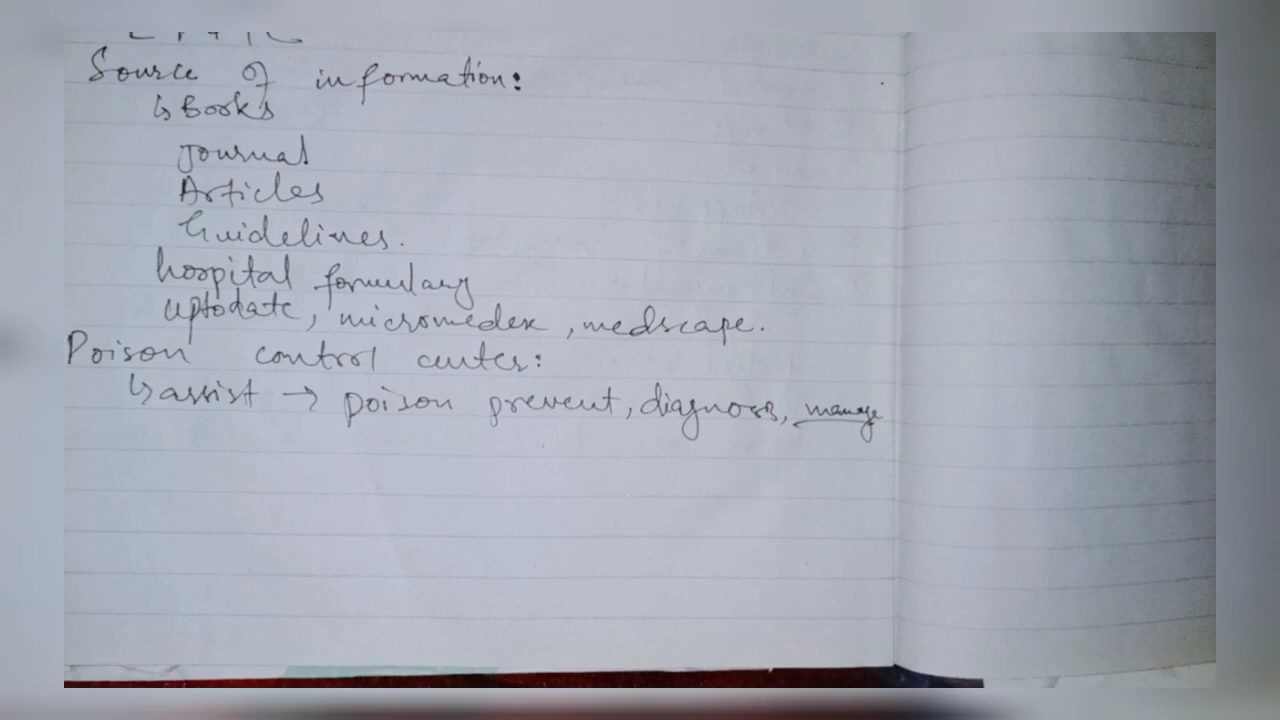 Source of information:
↳ Books
Journal
Articles
Guidelines.
hospital formulary
uptodate, micromedex, medscape.
Poison control center:
↳ assist → poison prevent, diagnosis, manage